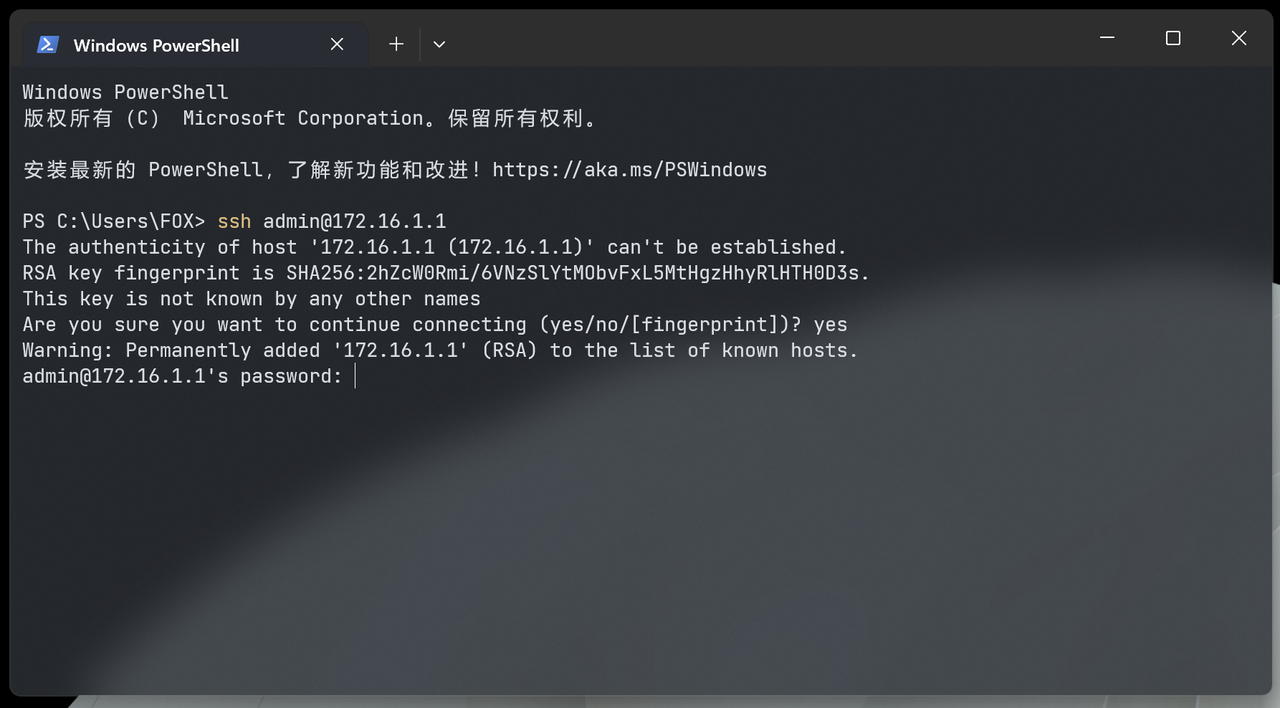 Windows PowerShell
Windows PowerShell
版权所有 (C)  Microsoft Corporation。保留所有权利。
安装最新的 PowerShell，了解新功能和改进！https://aka.ms/PSWindows
PS C:\Users\FOX> ssh admin@172.16.1.1
The authenticity of host '172.16.1.1 (172.16.1.1)' can't be established.
RSA key fingerprint is SHA256:2hZcW0Rmi/6VNzSlYtMObvFxL5MtHgzHhyRlHTH0D3s.
This key is not known by any other names
Are you sure you want to continue connecting (yes/no/[fingerprint])? yes
Warning: Permanently added '172.16.1.1' (RSA) to the list of known hosts.
admin@172.16.1.1's password: